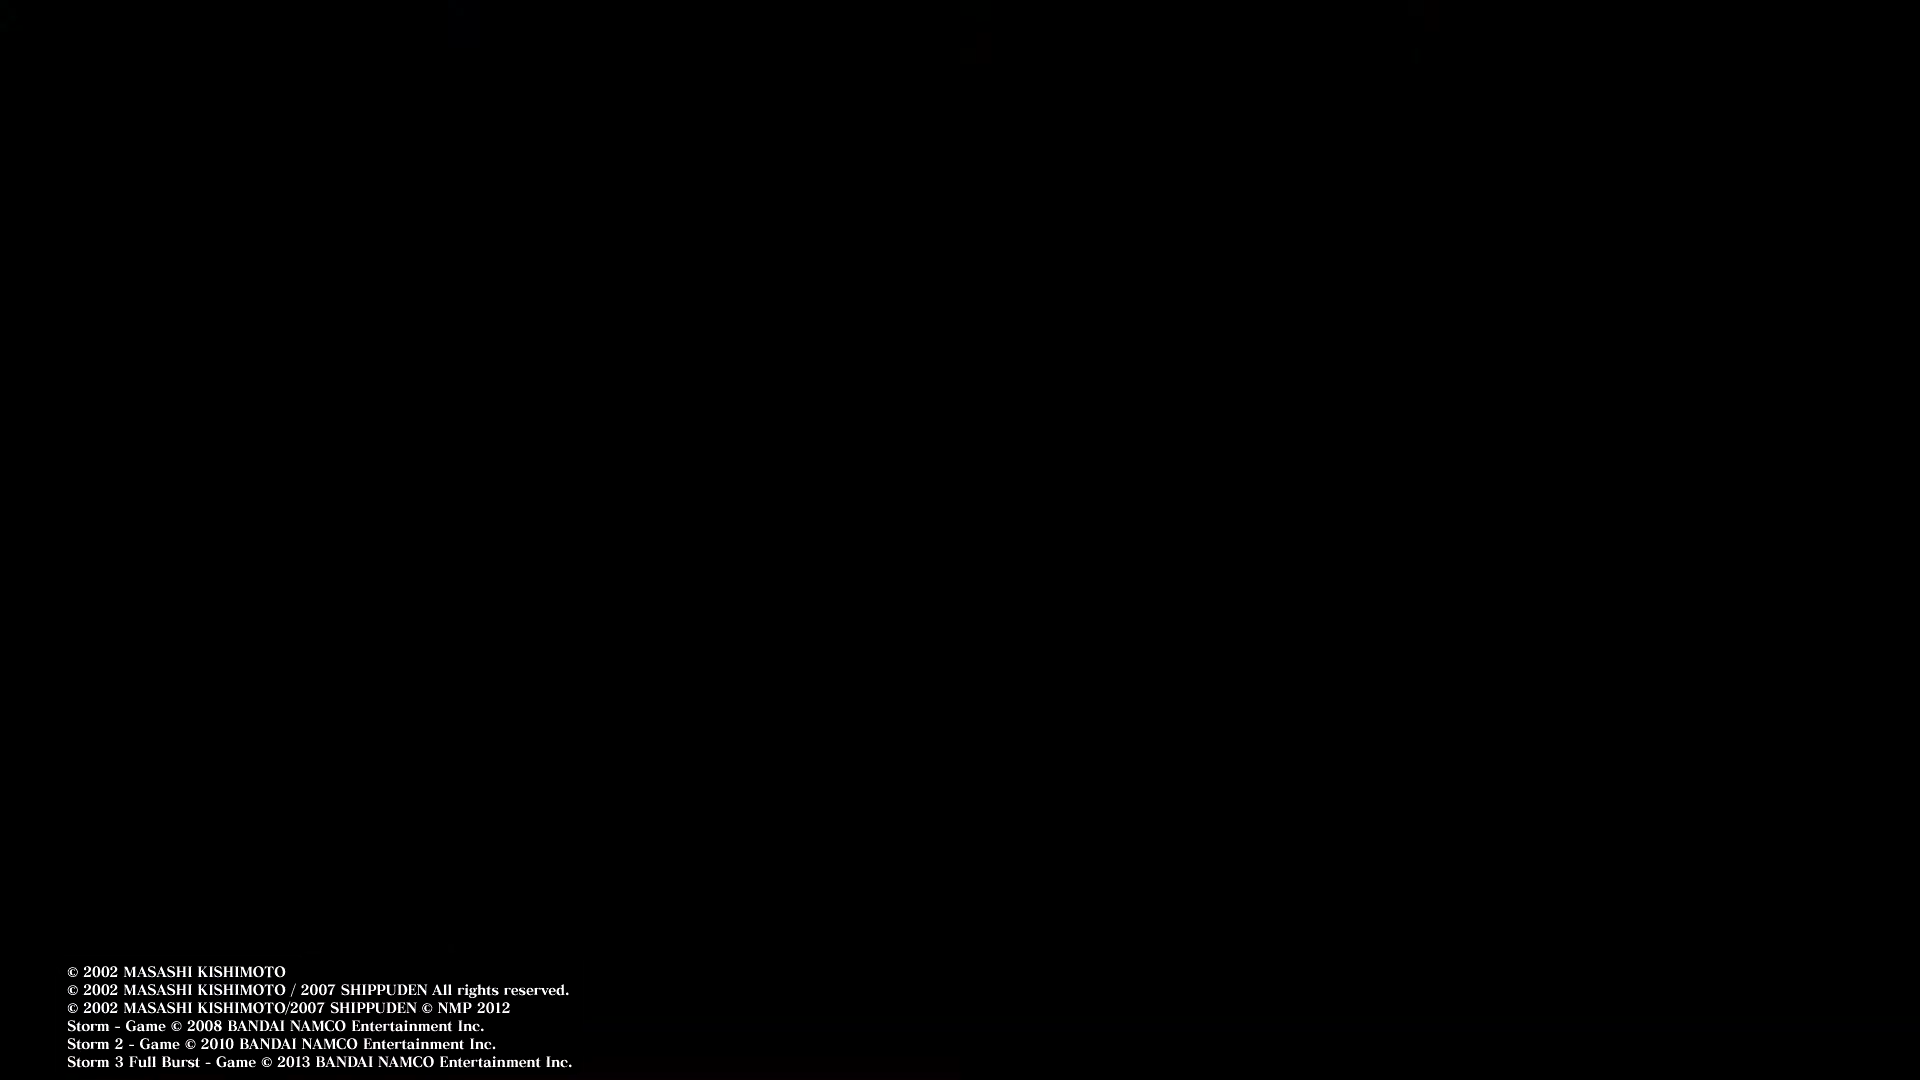 © 2002 MASASHI KISHIMOTO
© 2002 MASASHI KISHIMOTO / 2007 SHIPPUDEN All rights reserved.
© 2002 MASASHI KISHIMOTO/2007 SHIPPUDEN © NMP 2012
Storm - Game © 2008 BANDAI NAMCO Entertainment Inc.
Storm 2 - Game © 2010 BANDAI NAMCO Entertainment Inc.
Storm 3 Full Burst - Game © 2013 BANDAI NAMCO Entertainment Inc.